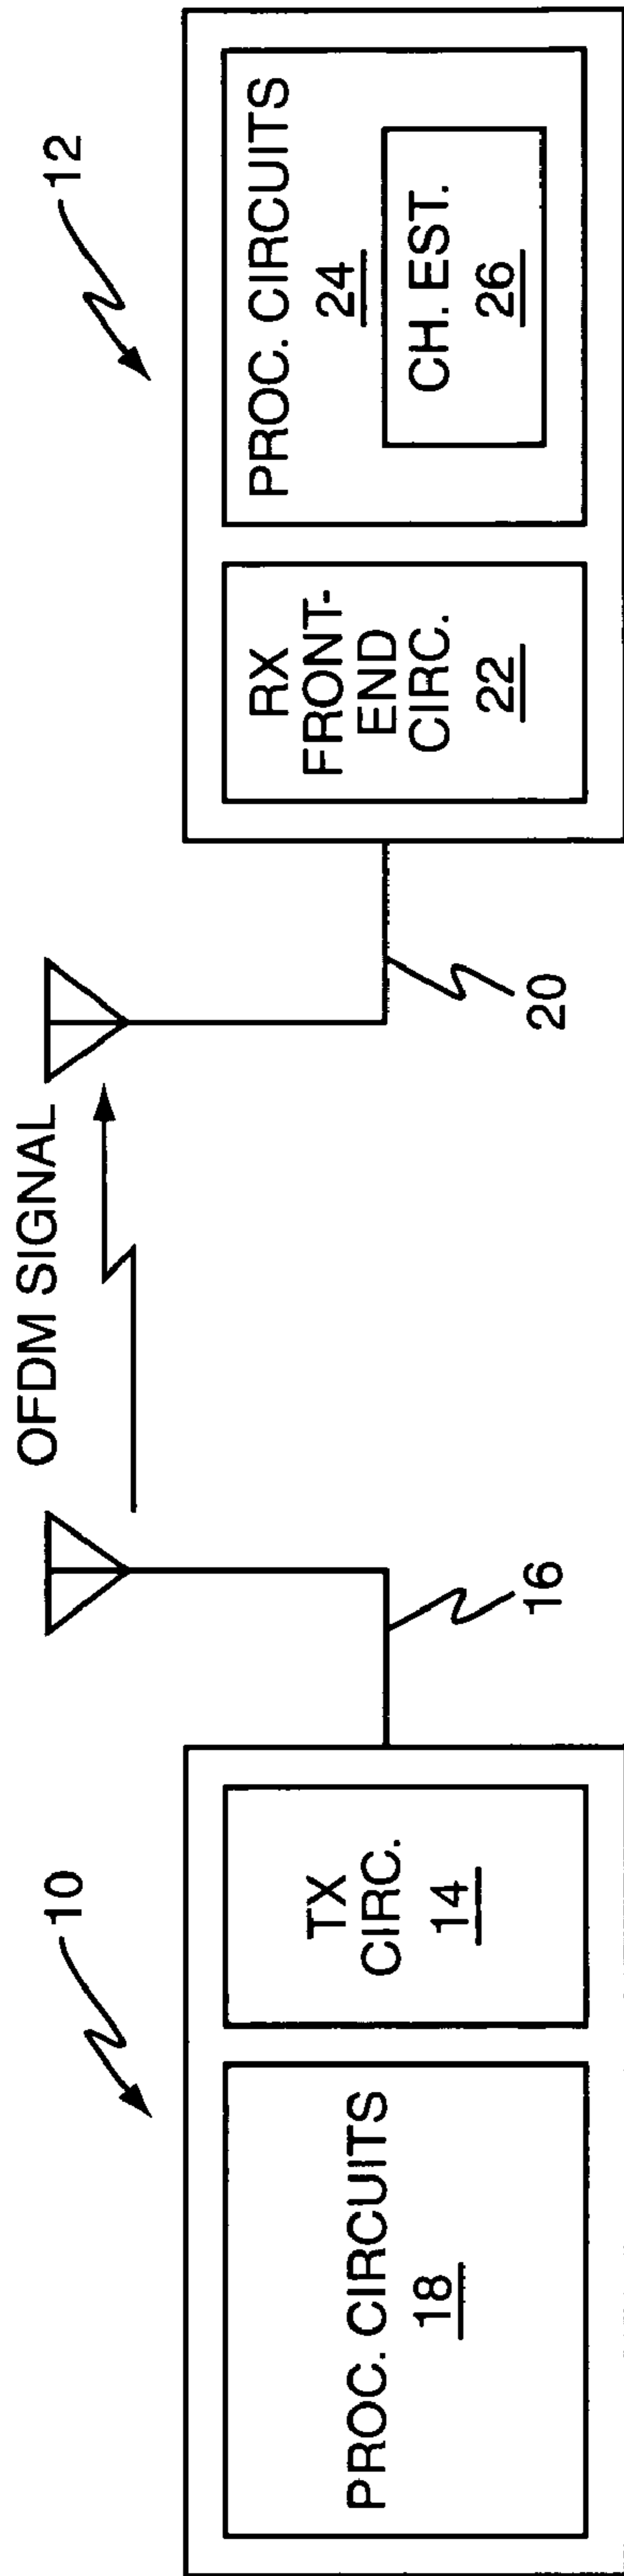 10
PROC. CIRCUITS
18
TX
CIRC.
14
16
OFDM SIGNAL
20
12
RX
FRONT-
END
CIRC.
22
PROC. CIRCUITS
24
CH. EST.
26